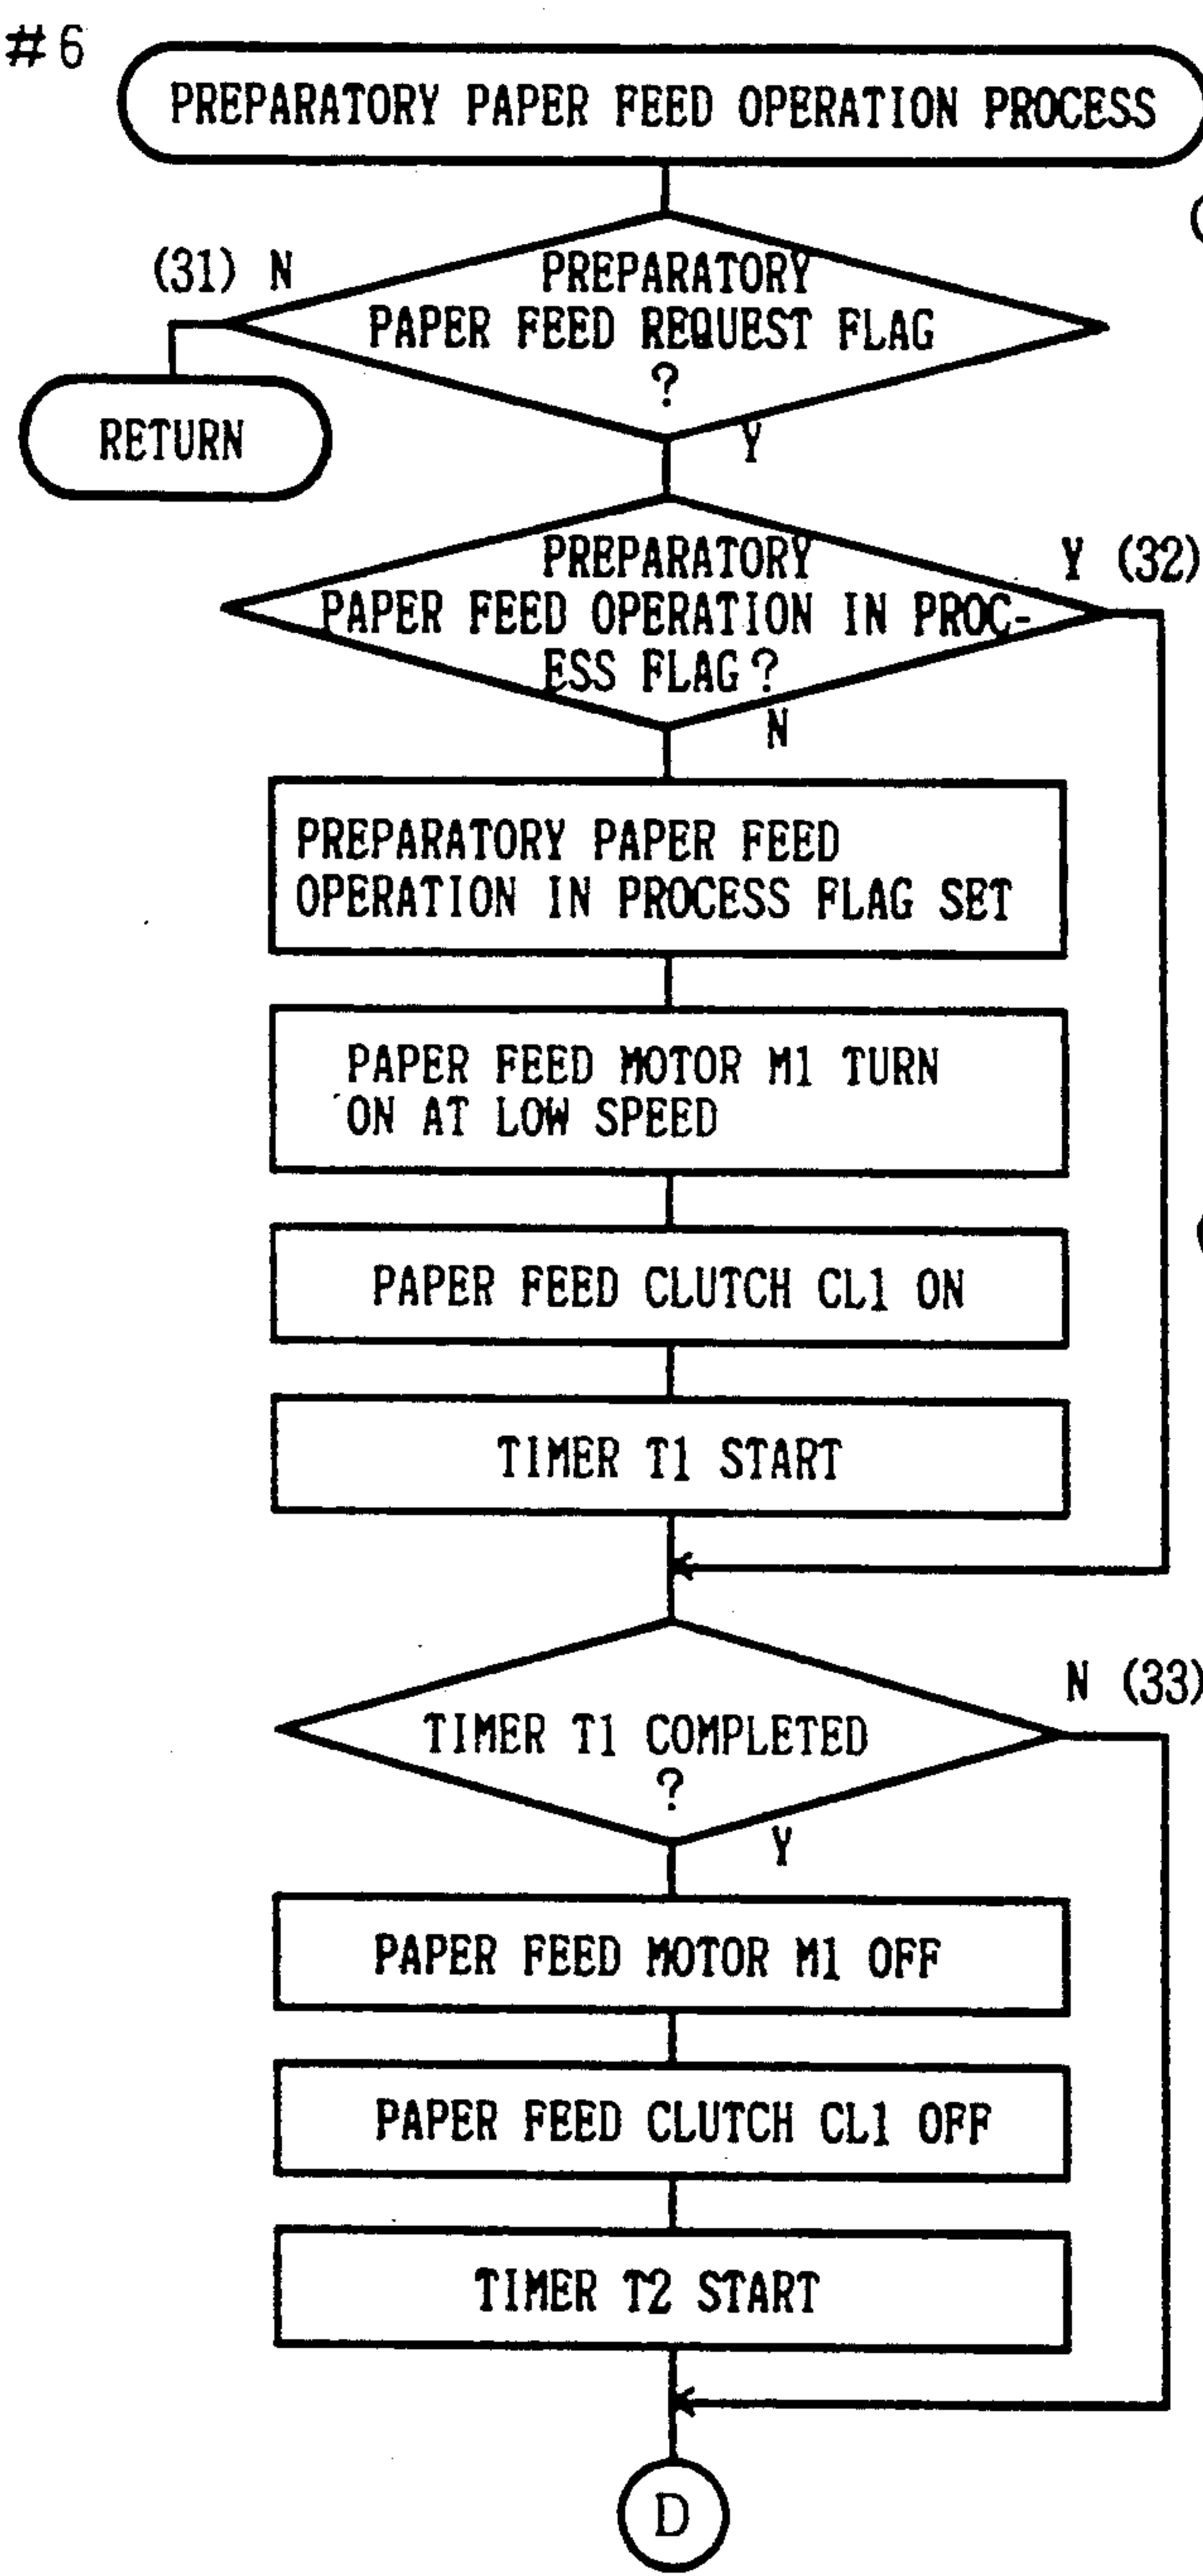 #6
PREPARATORY PAPER FEED OPERATION PROCESS
(31) N
PREPARATORY
PAPER FEED REQUEST FLAG
?
RETURN
Y
PREPARATORY
PAPER FEED OPERATION IN PROC-
ESS FLAG?
Y (32)
N
PREPARATORY PAPER FEED
OPERATION IN PROCESS FLAG SET
PAPER FEED MOTOR M1 TURN
ON AT LOW SPEED
PAPER FEED CLUTCH CL1 ON
TIMER T1 START
TIMER T1 COMPLETED
?
N (33)
Y
PAPER FEED MOTOR M1 OFF
PAPER FEED CLUTCH CL1 OFF
TIMER T2 START
D